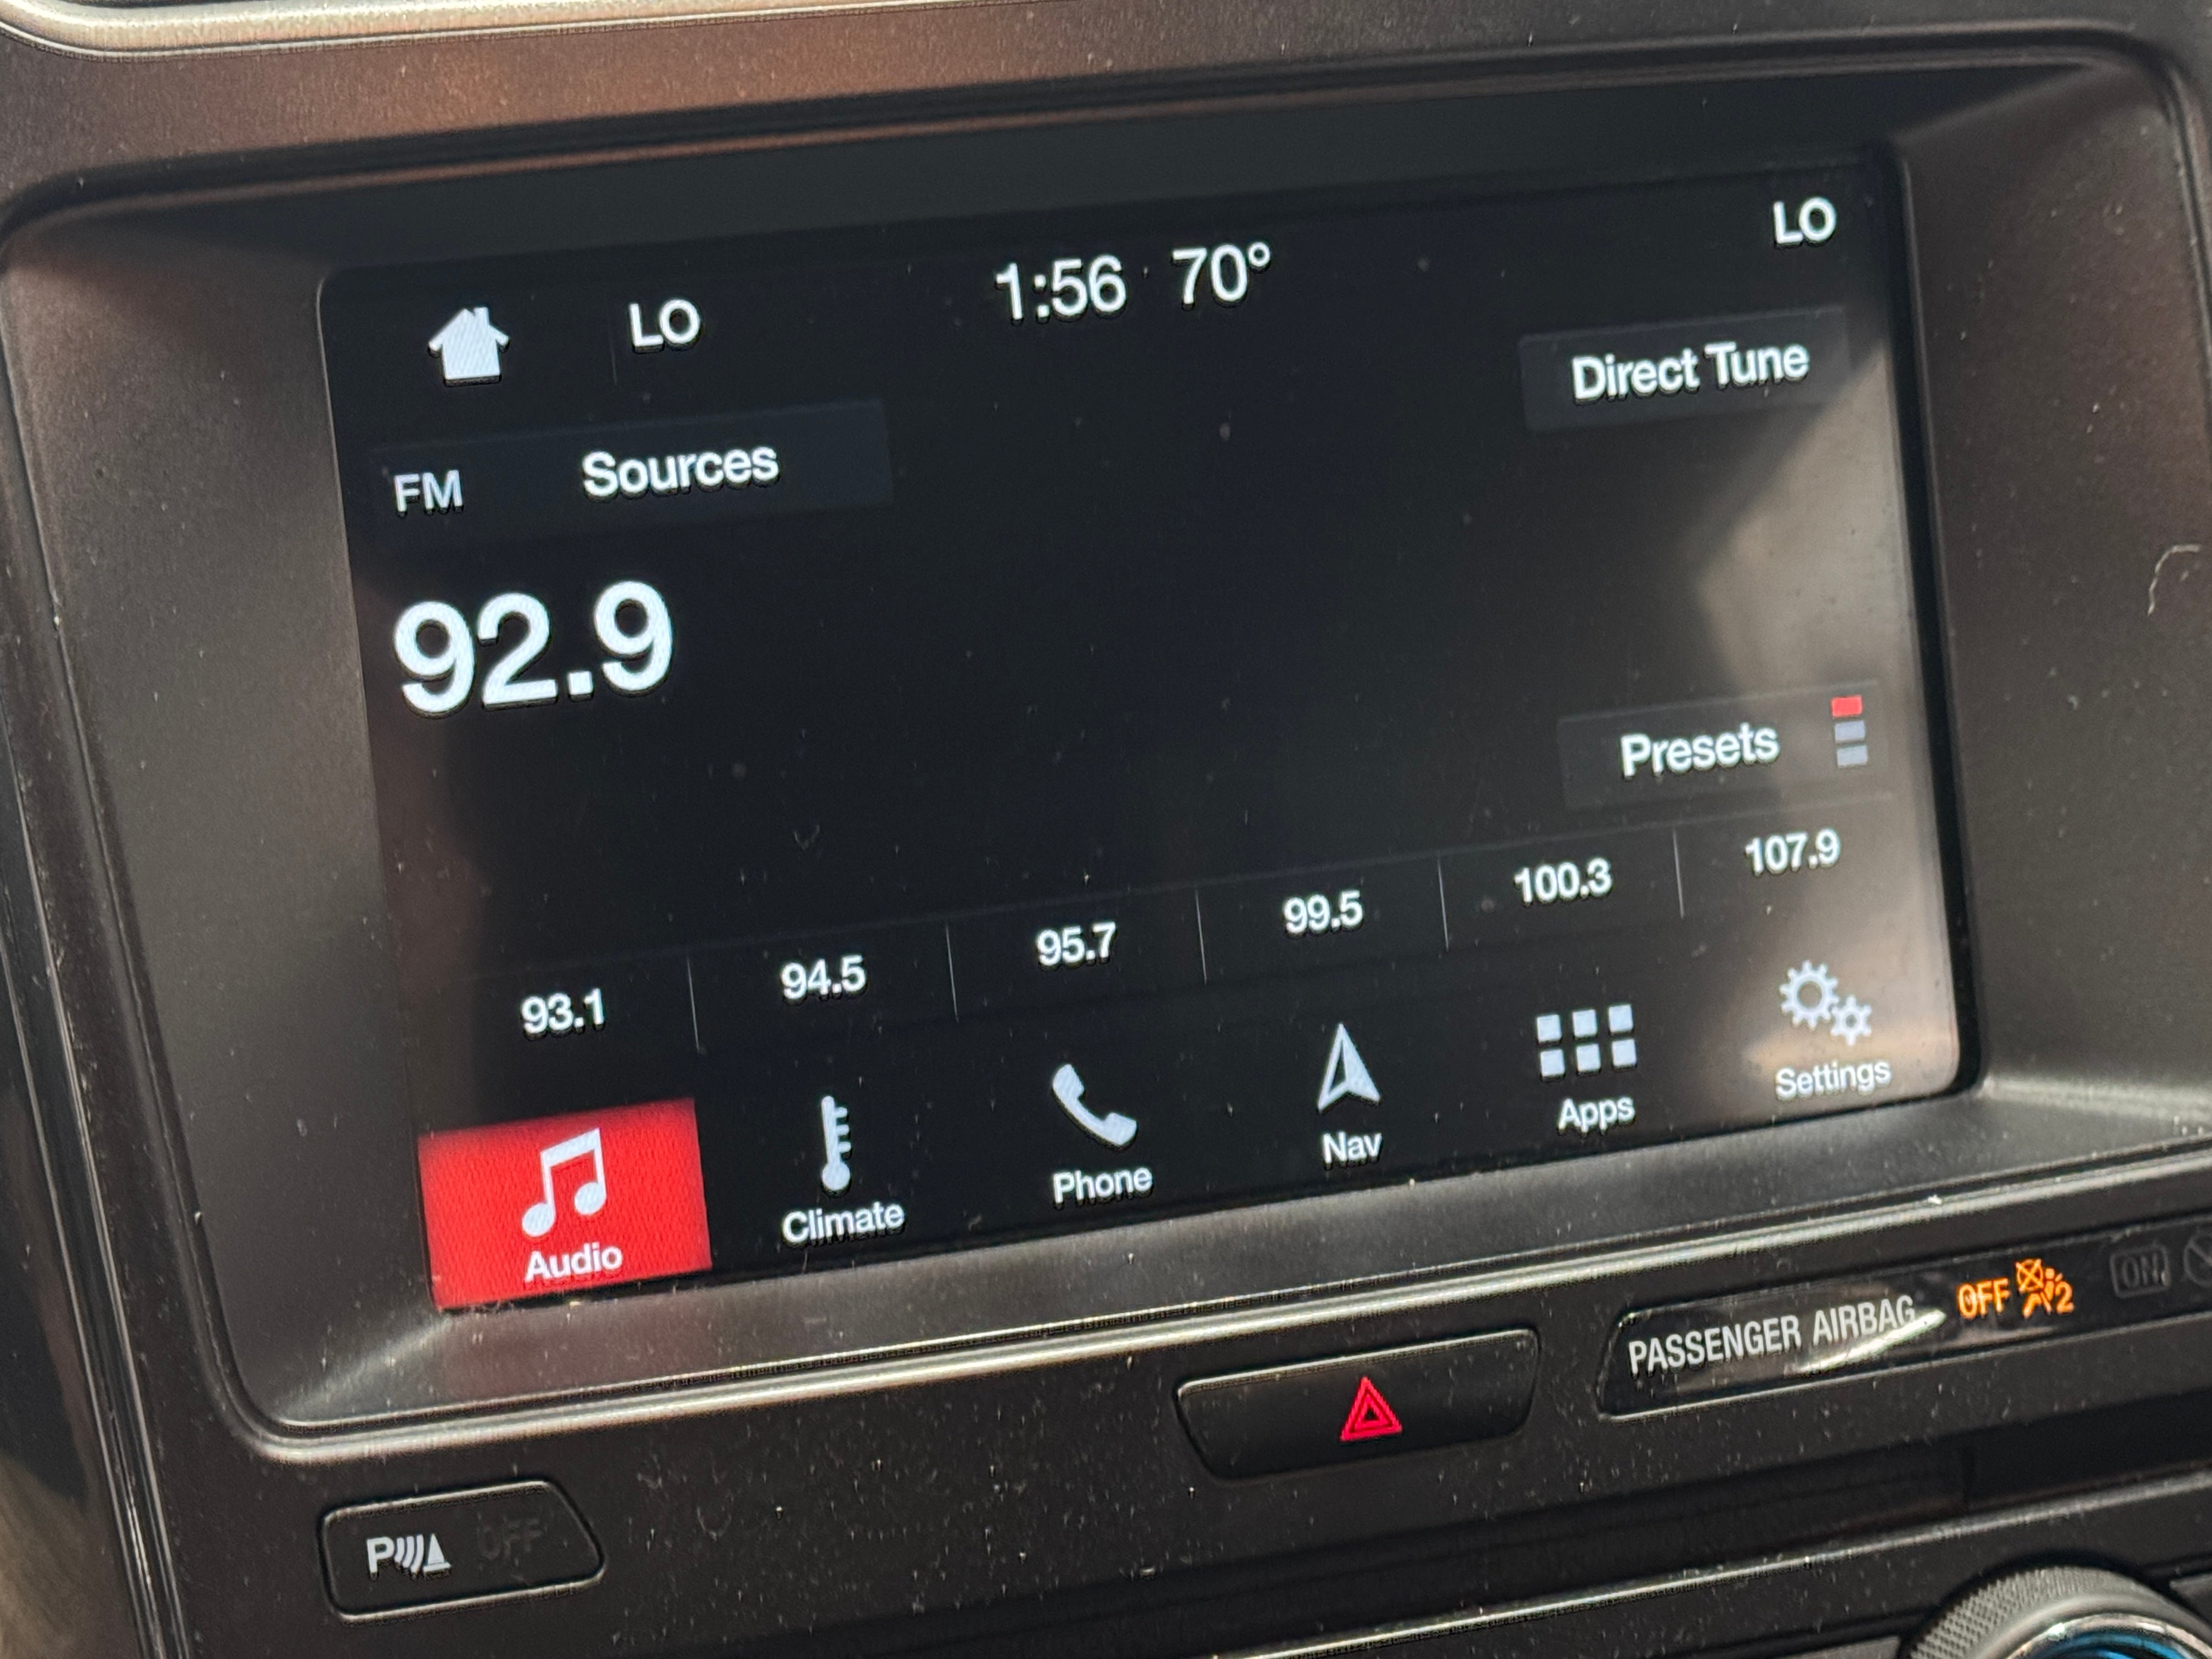 LO 1:56 70° LO
FM Sources Direct Tune
92.9
Presets
93.1 94.5 95.7 99.5 100.3 107.9
Audio Climate Phone Nav Apps Settings
PASSENGER AIRBAG OFF 2 ON
P OFF